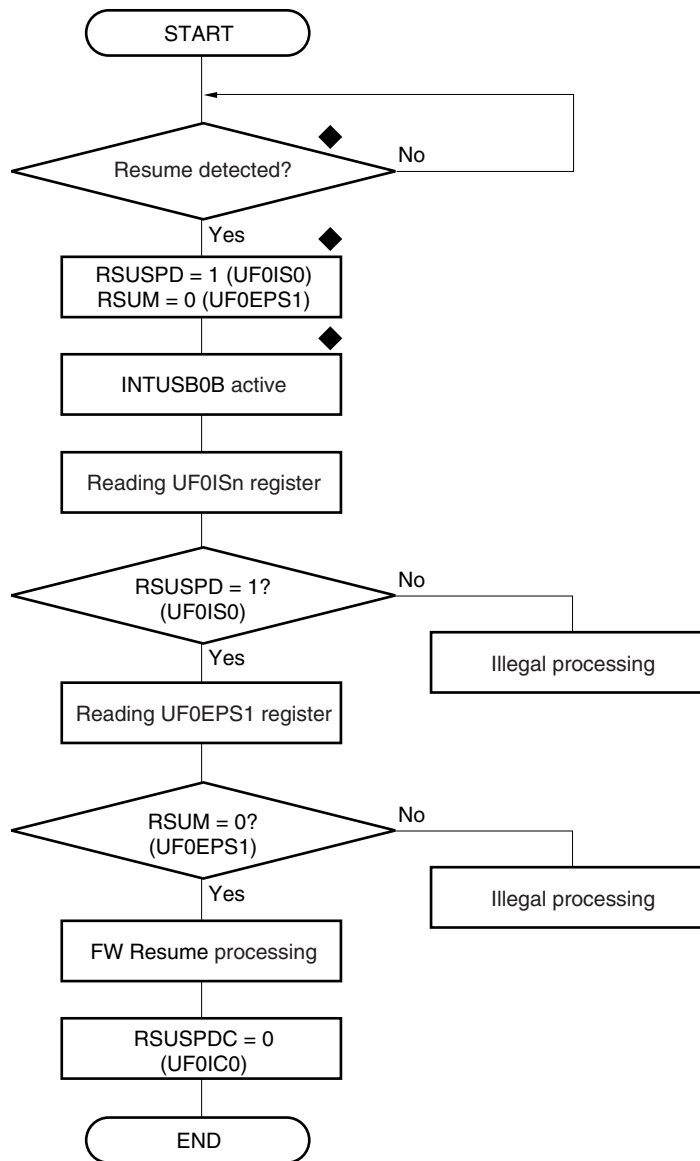 START
Resume detected?
No
Yes
RSUSPD = 1 (UF0IS0)
RSUM = 0 (UF0EPS1)
INTUSB0B active
Reading UF0ISn register
RSUSPD = 1?
(UF0IS0)
No
Yes
Illegal processing
Reading UF0EPS1 register
RSUM = 0?
(UF0EPS1)
No
Yes
Illegal processing
FW Resume processing
RSUSPDC = 0
(UF0IC0)
END